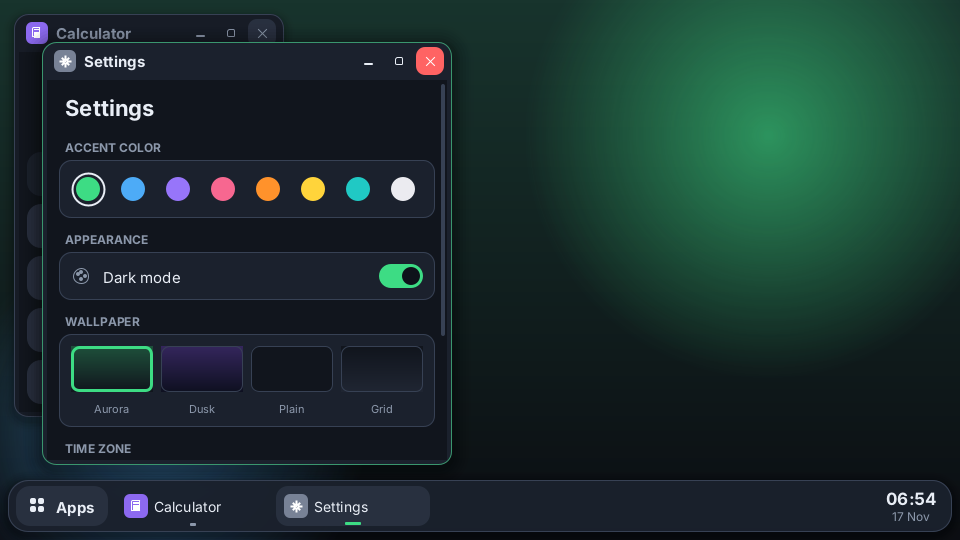 Calculator
Settings
Settings
ACCENT COLOR
APPEARANCE
Dark mode
WALLPAPER
Aurora
Dusk
Plain
Grid
TIME ZONE
Apps
Calculator
Settings
06:54
17 Nov